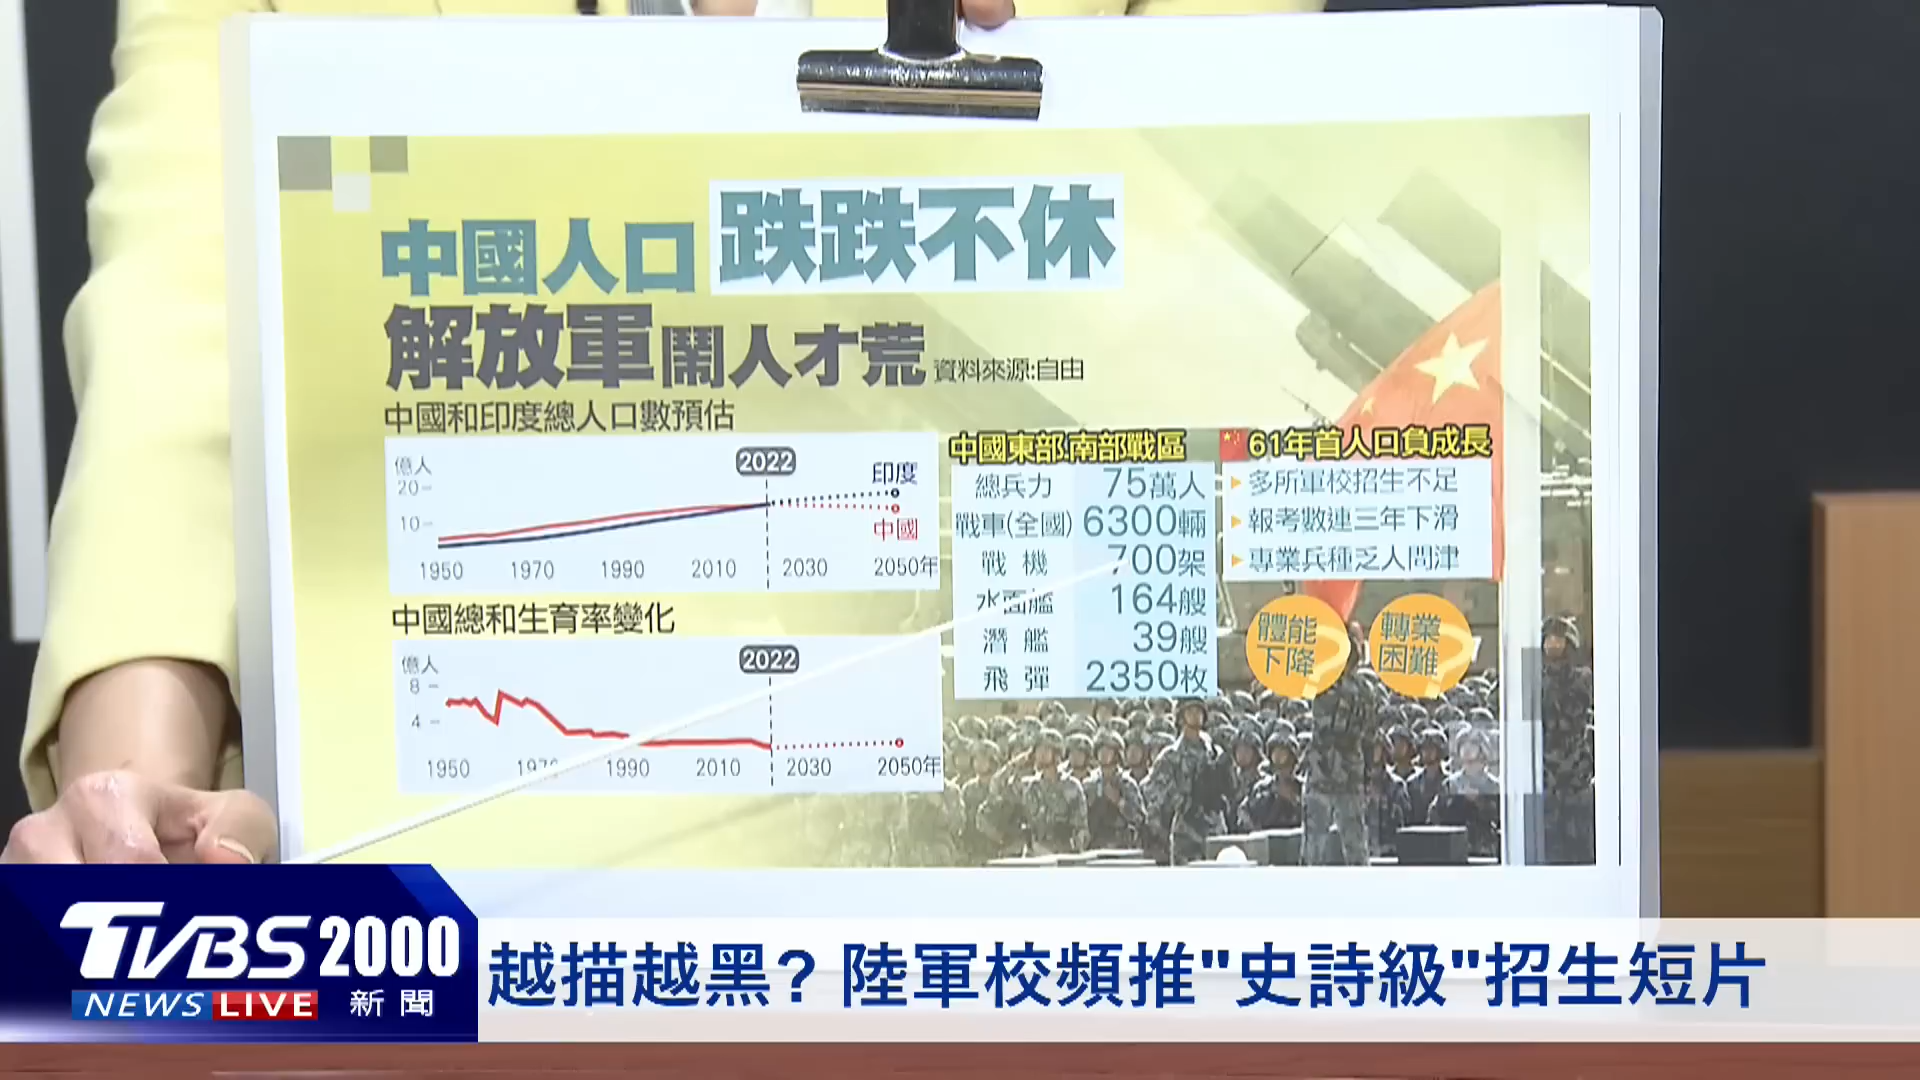 中國人口跌跌不休
解放軍鬧人才荒 資料來源:自由
中國和印度總人口數預估
億人
20
10
2022
印度
中國
1950 1970 1990 2010 2030 2050年
中國總和生育率變化
億人
8
4
2022
1950 197 1990 2010 2030 2050年
中國東部.南部戰區
總兵力 75萬人
戰車(全國) 6300輛
戰機 700架
水面艦 164艘
潛艦 39艘
飛彈 2350枚
61年首人口負成長
多所軍校招生不足
報考數連三年下滑
專業兵種乏人問津
體能下降?
轉業困難?
TVBS 2000
NEWS LIVE 新聞
越描越黑? 陸軍校頻推"史詩級"招生短片